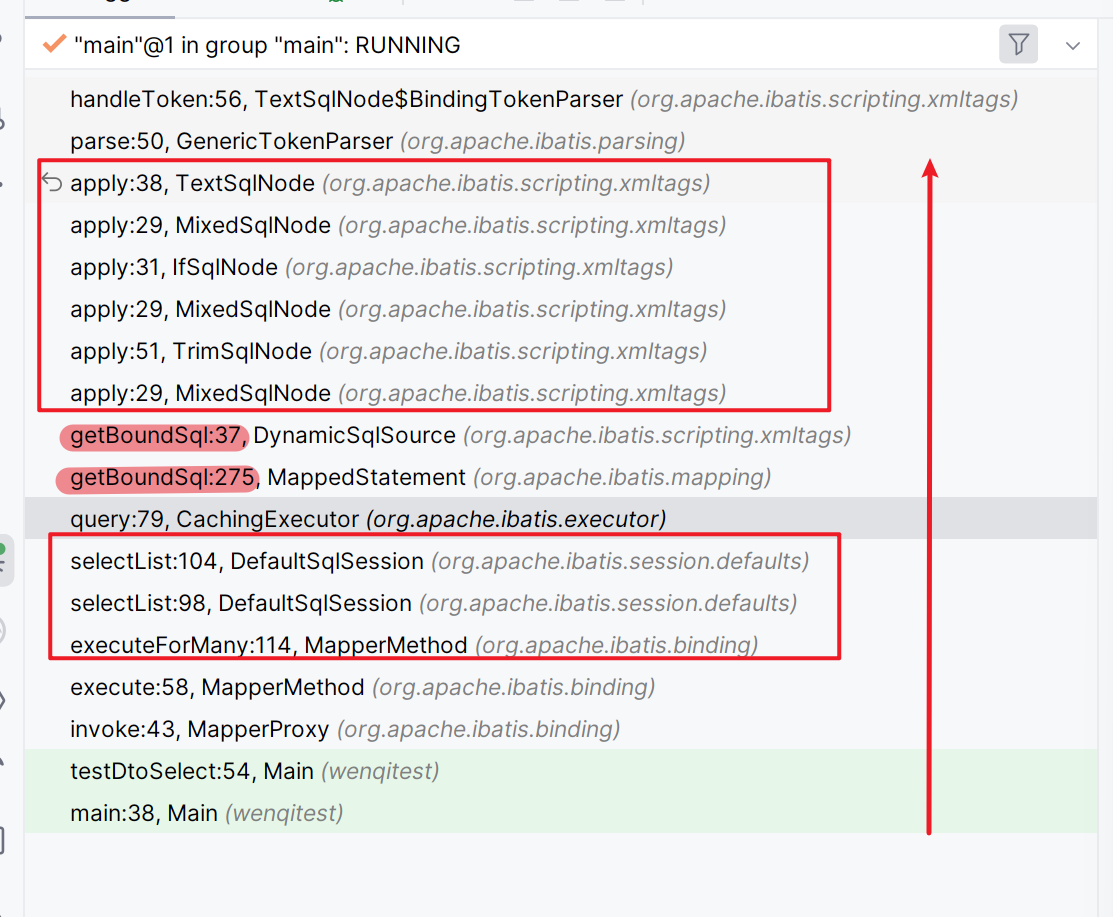 "main"@1 in group "main": RUNNING
handleToken:56, TextSqlNode$BindingTokenParser (org.apache.ibatis.scripting.xmltags)
parse:50, GenericTokenParser (org.apache.ibatis.parsing)
apply:38, TextSqlNode (org.apache.ibatis.scripting.xmltags)
apply:29, MixedSqlNode (org.apache.ibatis.scripting.xmltags)
apply:31, IfSqlNode (org.apache.ibatis.scripting.xmltags)
apply:29, MixedSqlNode (org.apache.ibatis.scripting.xmltags)
apply:51, TrimSqlNode (org.apache.ibatis.scripting.xmltags)
apply:29, MixedSqlNode (org.apache.ibatis.scripting.xmltags)
getBoundSql:37, DynamicSqlSource (org.apache.ibatis.scripting.xmltags)
getBoundSql:275, MappedStatement (org.apache.ibatis.mapping)
query:79, CachingExecutor (org.apache.ibatis.executor)
selectList:104, DefaultSqlSession (org.apache.ibatis.session.defaults)
selectList:98, DefaultSqlSession (org.apache.ibatis.session.defaults)
executeForMany:114, MapperMethod (org.apache.ibatis.binding)
execute:58, MapperMethod (org.apache.ibatis.binding)
invoke:43, MapperProxy (org.apache.ibatis.binding)
testDtoSelect:54, Main (wenqitest)
main:38, Main (wenqitest)